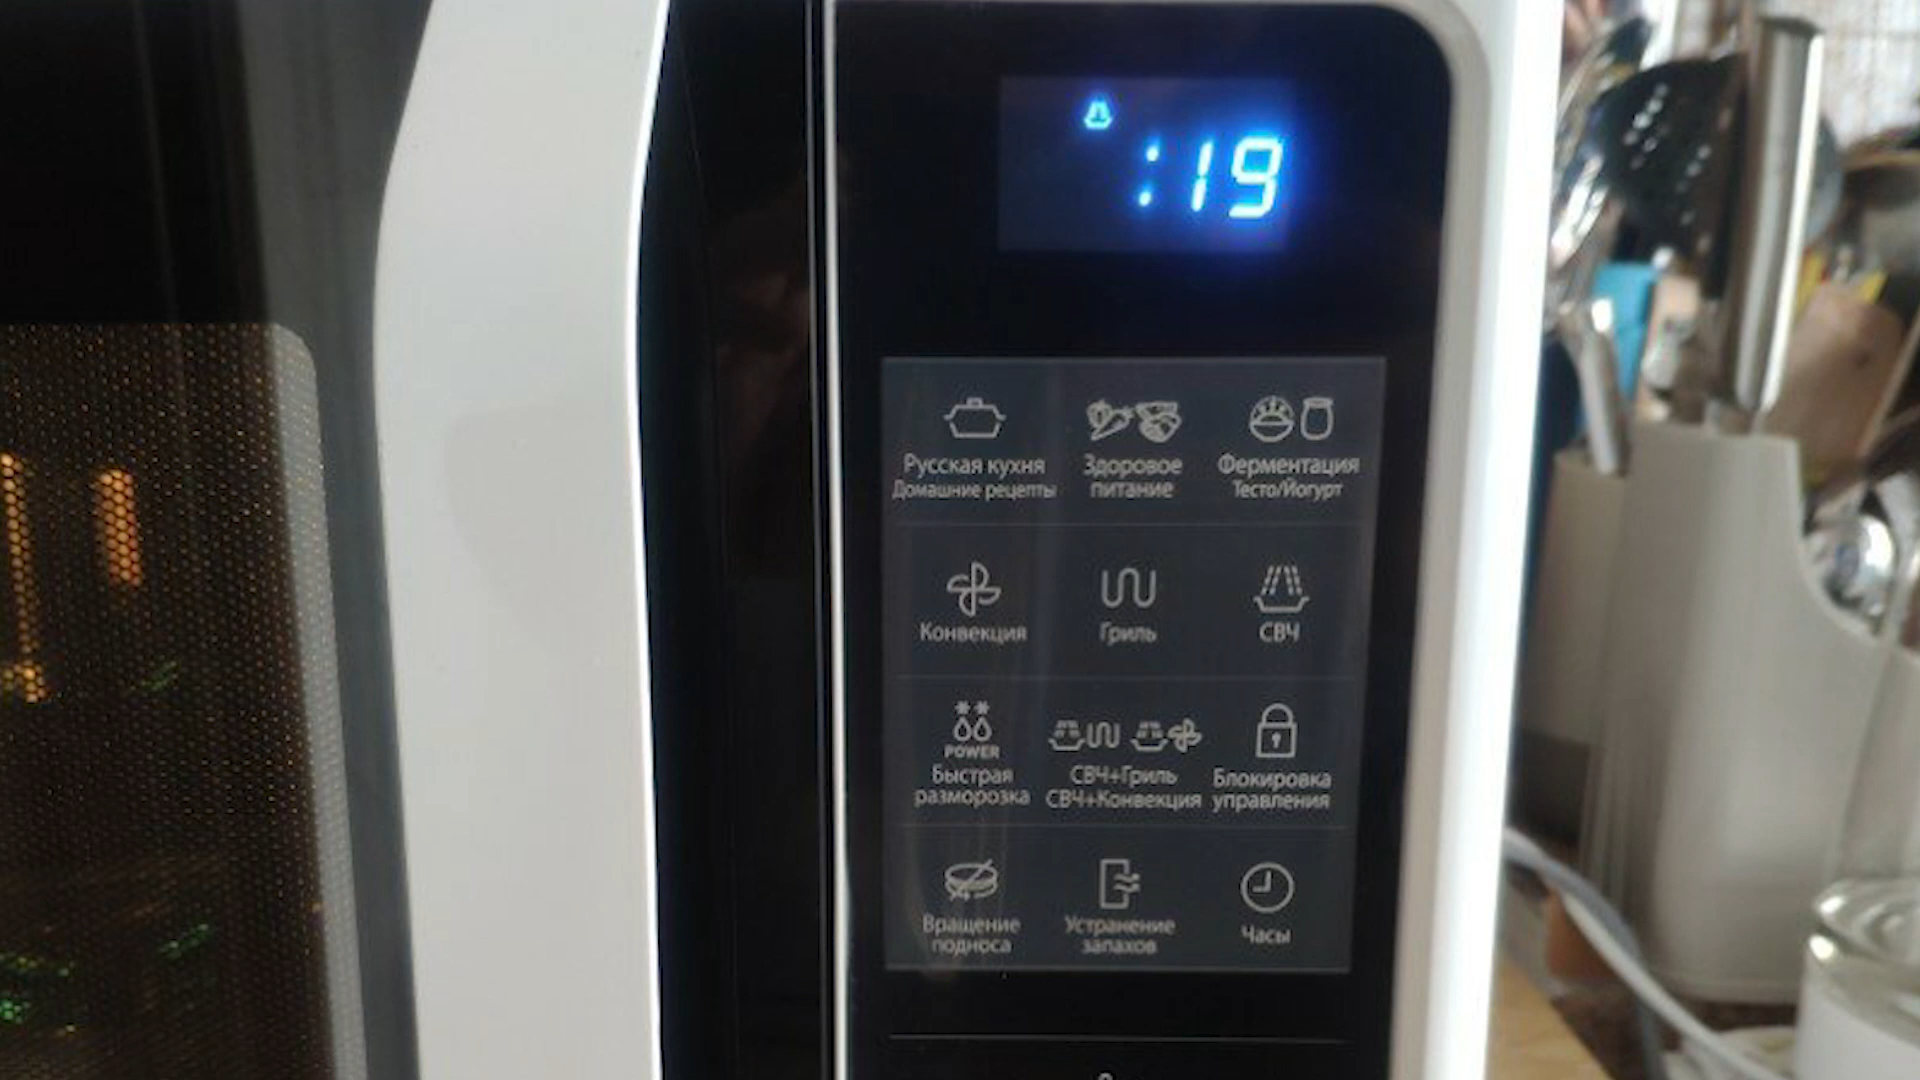 :19
Русская кухня
Домашние рецепты
Здоровое
питание
Ферментация
Тесто/Йогурт
Конвекция
Гриль
СВЧ
POWER
Быстрая
разморозка
СВЧ+Гриль
СВЧ+Конвекция
Блокировка
управления
Вращение
подноса
Устранение
запахов
Часы